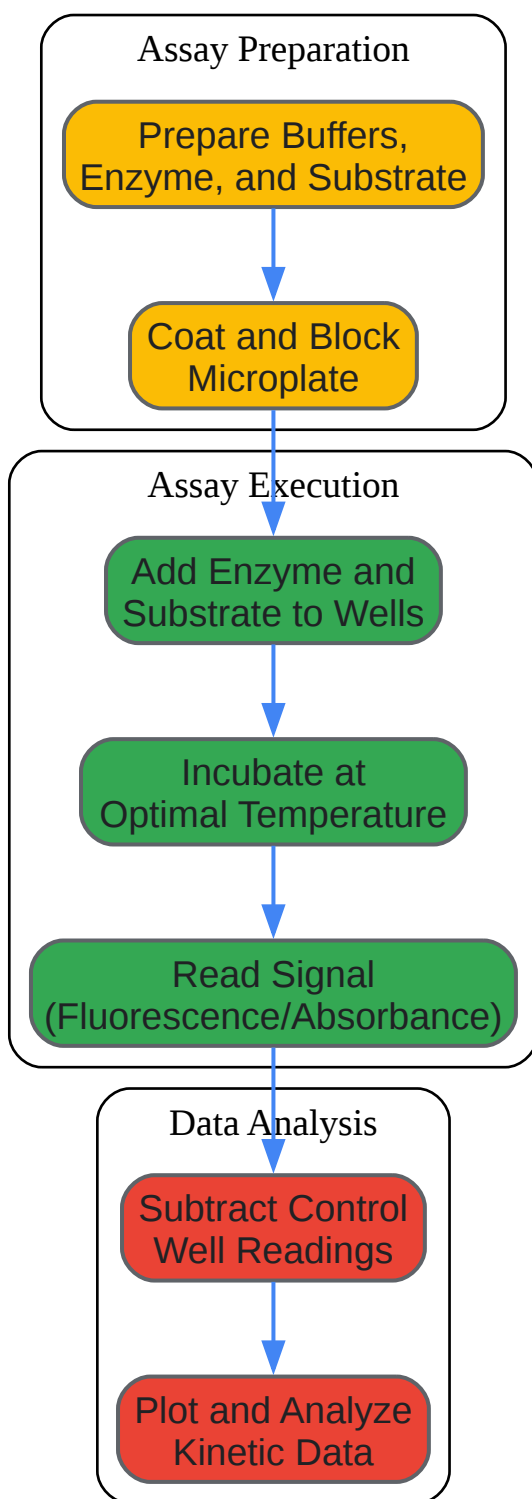 Assay Preparation
Prepare Buffers,
Enzyme, and Substrate
Coat and Block
Microplate
Assay Execution
Add Enzyme and
Substrate to Wells
Incubate at
Optimal Temperature
Read Signal
(Fluorescence/Absorbance)
Data Analysis
Subtract Control
Well Readings
Plot and Analyze
Kinetic Data